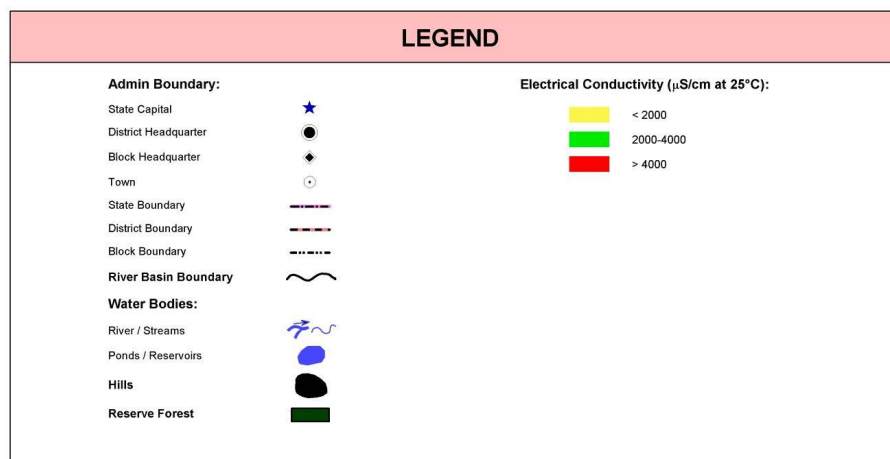 LEGEND
Admin Boundary:
State Capital
District Headquarter
Block Headquarter
Town
State Boundary
District Boundary
Block Boundary
River Basin Boundary
Water Bodies:
River / Streams
Ponds / Reservoirs
Hills
Reserve Forest
Electrical Conductivity (µS/cm at 25°C):
< 2000
2000-4000
> 4000